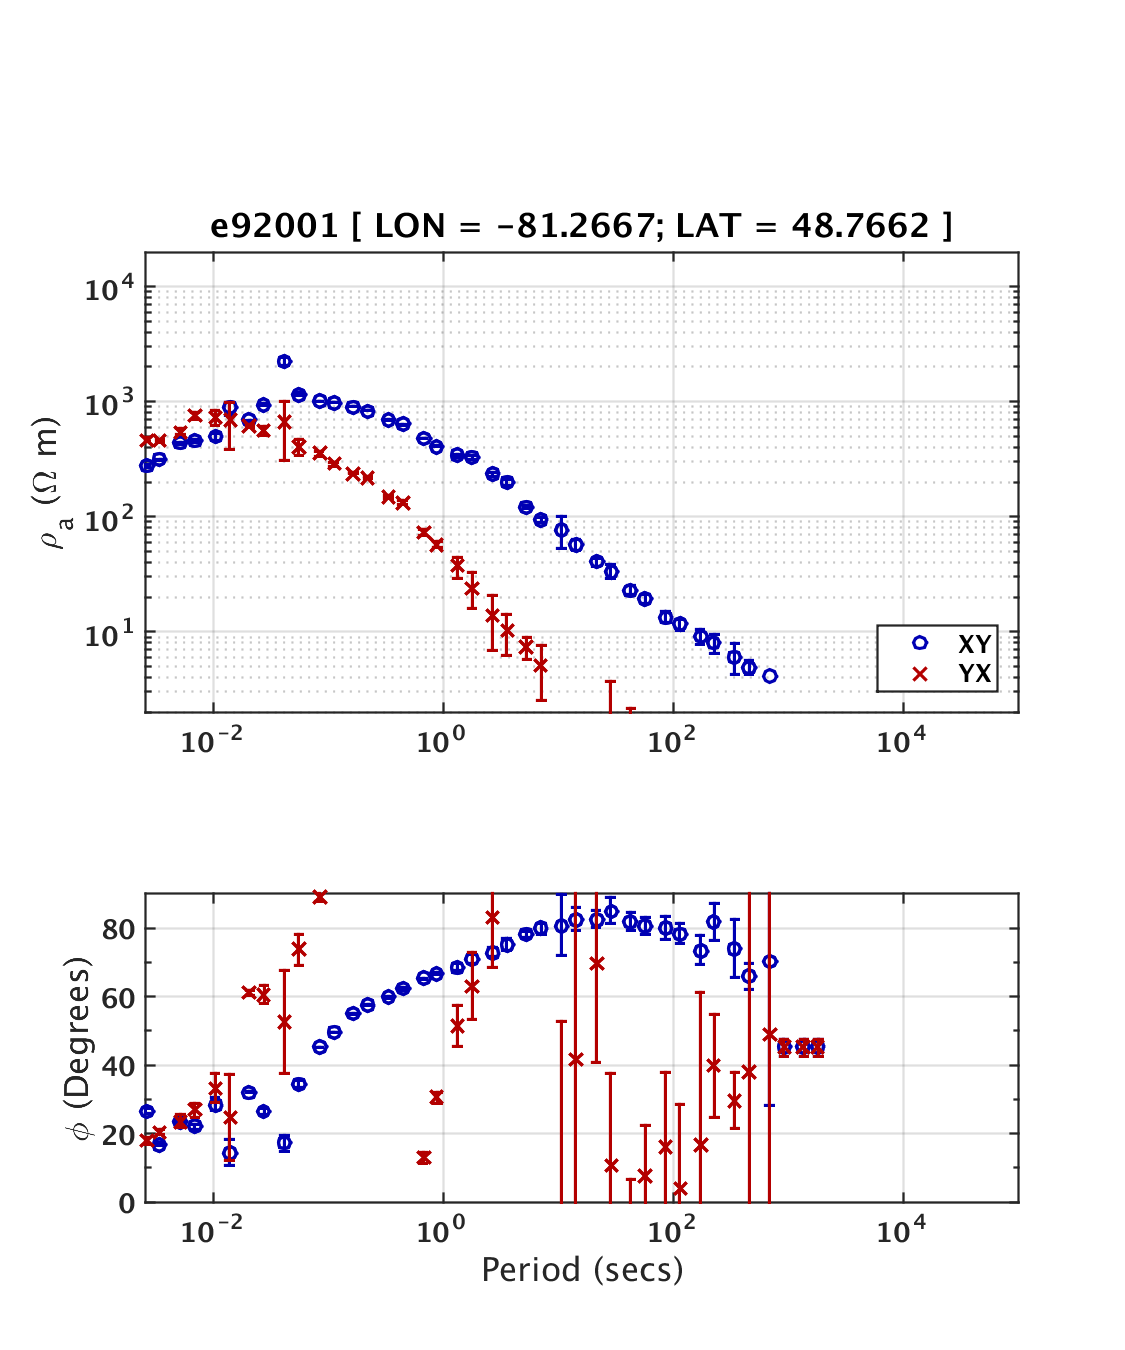 e92001 [ LON = -81.2667; LAT = 48.7662 ]
10^4
10^3
10^2
10^1
ρ_a (Ω m)
XY
YX
10^-2 10^0 10^2 10^4
80
60
40
20
0
ϕ (Degrees)
10^-2 10^0 10^2 10^4
Period (secs)